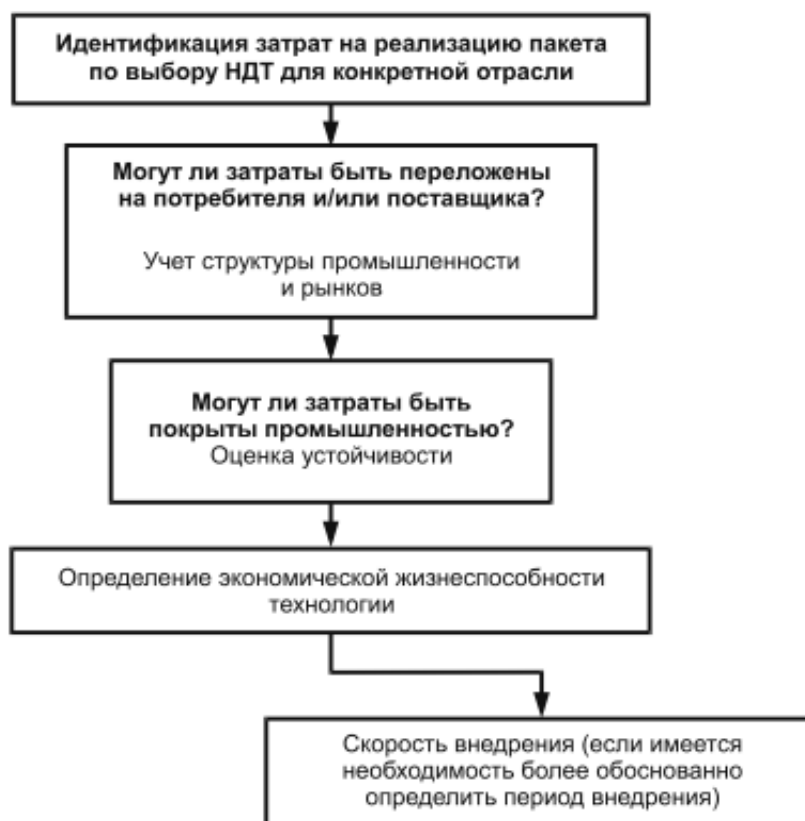 Идентификация затрат на реализацию пакета
по выбору НДТ для конкретной отрасли
Могут ли затраты быть переложены
на потребителя и/или поставщика?
Учет структуры промышленности
и рынков
Могут ли затраты быть
покрыты промышленностью?
Оценка устойчивости
Определение экономической жизнеспособности
технологии
Скорость внедрения (если имеется
необходимость более обоснованно
определить период внедрения)